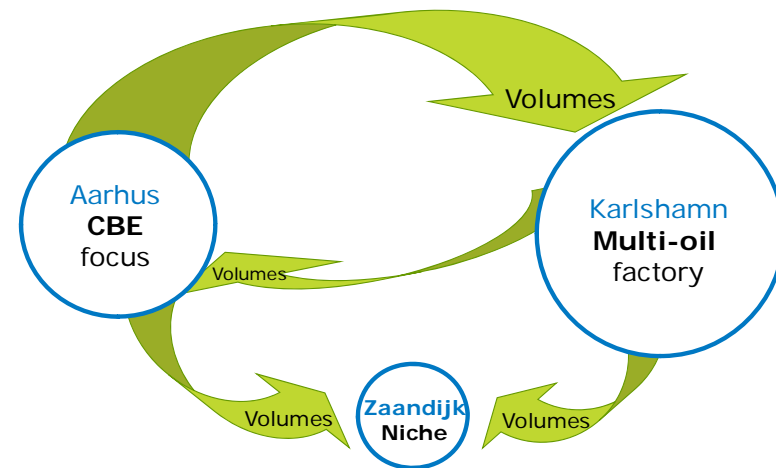 Volumes
Aarhus
CBE
focus
Karlshamn
Multi-oil
factory
Volumes
Zaandijk
Niche
Volumes
Volumes